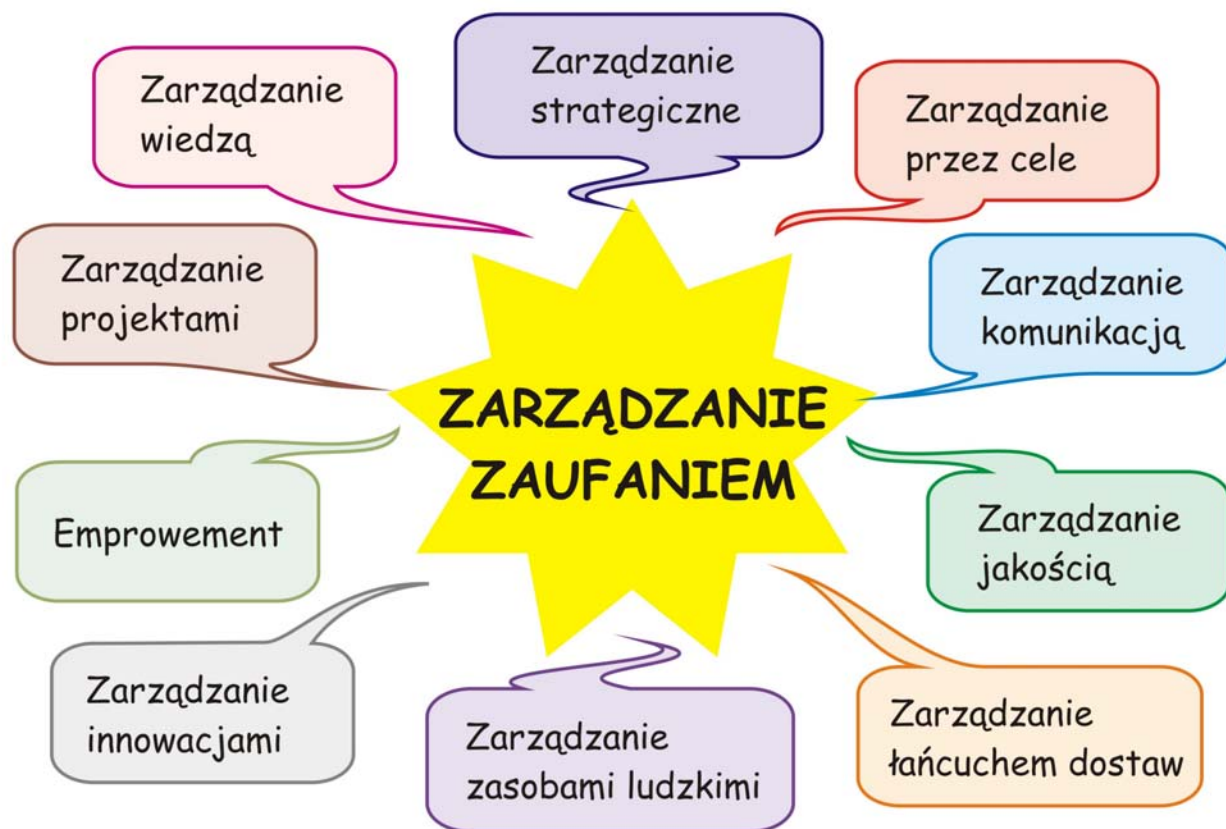 Zarządzanie
wiedzą
Zarządzanie
strategiczne
Zarządzanie
przez cele
Zarządzanie
projektami
Zarządzanie
komunikacją
ZARZĄDZANIE
ZAUFANIEM
Emprowement
Zarządzanie
jakością
Zarządzanie
innowacjami
Zarządzanie
zasobami ludzkimi
Zarządzanie
łańcuchem dostaw